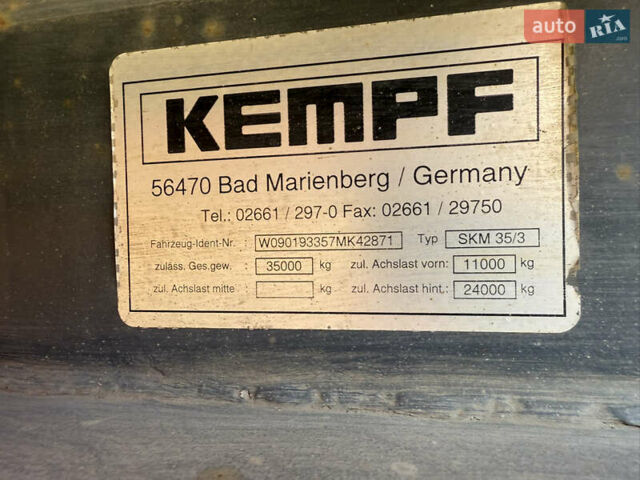 auto RIA.com
KEMPF
56470 Bad Marienberg / Germany
Tel.: 02661 / 297-0 Fax: 02661 / 29750
Fahrzeug-Ident-Nr. : W090193357MK42871 Typ SKM 35/3
zuläss. Ges.gew. : 35000 kg zul. Achslast vorn: 11000 kg
zul. Achslast mitte : kg zul. Achslast hint.: 24000 kg